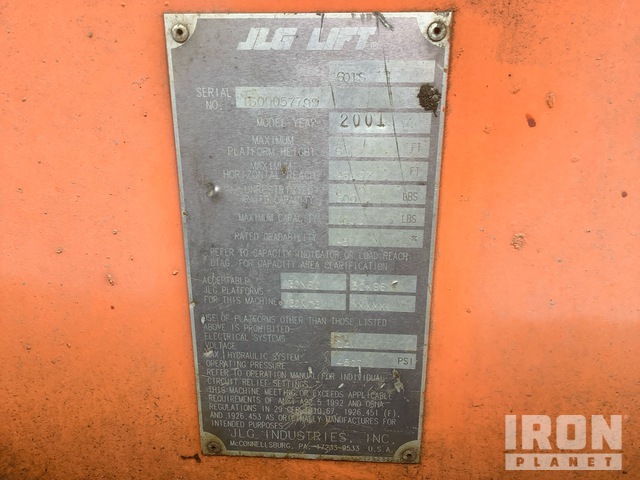 JLG LIFT
601S
SERIAL
NO.
MODEL YEAR 2001
MAXIMUM
PLATFORM HEIGHT FT
MAXIMUM
HORIZONTAL REACH FT
UNRESTRICTED
RATED CAPACITY LBS
MAXIMUM CAPACITY LBS
RATED GRADABILITY %
REFER TO CAPACITY INDICATOR OR LOAD REACH
DIAG. FOR CAPACITY AREA CLARIFICATION.
ACCEPTABLE
JLG PLATFORMS
FOR THIS MACHINE
USE OF PLATFORMS OTHER THAN THOSE LISTED
ABOVE IS PROHIBITED
ELECTRICAL SYSTEMS
VOLTAGE
MAX HYDRAULIC SYSTEM
OPERATING PRESSURE PSI
REFER TO OPERATION MANUAL (FOR INDIVIDUAL
CIRCUIT RELIEF SETTINGS.
THIS MACHINE MEETING OR EXCEEDS APPLICABLE
REQUIREMENTS OF ANSI A92.5 1992 AND OSHA
REGULATIONS IN 29 CFR 1910.67, 1926.451 (F),
AND 1926.453 AS ORIGINALLY MANUFACTURED FOR
INTENDED PURPOSES.
JLG INDUSTRIES, INC.
McCONNELLSBURG, PA. 17233-9533 U.S.A.
IRON
PLANET